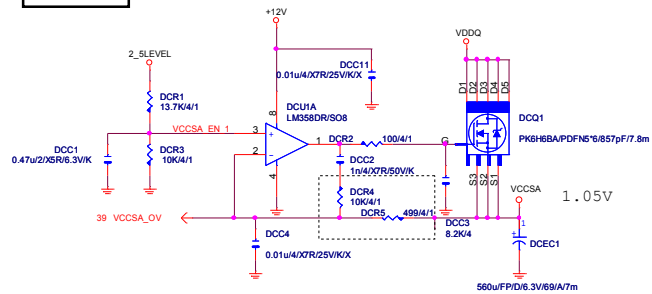 +12V
VDDQ
2_5LEVEL
DCC11
0.01u/4/X7R/25V/K/X
D1
D2
D3
D4
D5
DCR1
13.7K/4/1
DCU1A
LM358DR/SO8
DCQ1
PK6H6BA/PDFN5*6/857pF/7.8m
8
VCCSA_EN_1
3
+
1
DCR2
100/4/1
G
DCC1
0.47u/2/X5R/6.3V/K
DCR3
10K/4/1
2
-
4
DCC2
1n/4/X7R/50V/K
S3
S2
S1
VCCSA
1.05V
DCR4
10K/4/1
39 VCCSA_OV
DCR5
499/4/1
DCC3
8.2K/4
1
+
DCC4
0.01u/4/X7R/25V/K/X
DCEC1
560u/FP/D/6.3V/69/A/7m